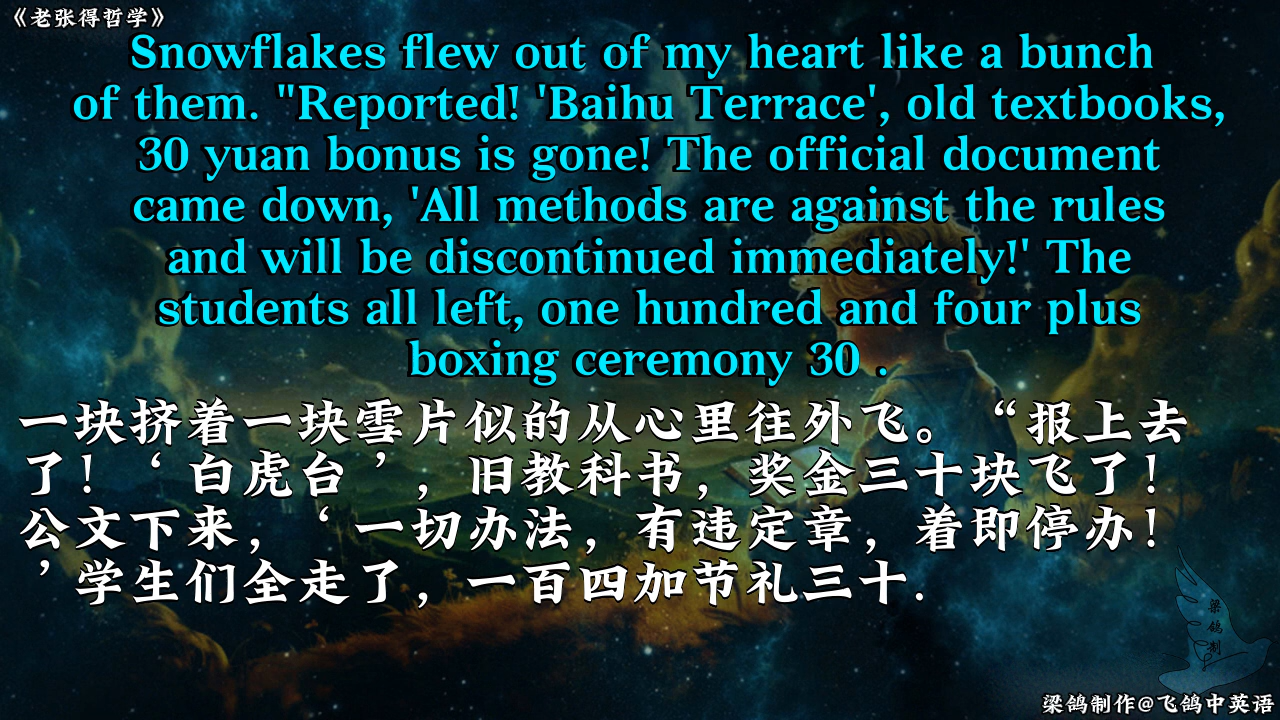 《老张得哲学》
Snowflakes flew out of my heart like a bunch
of them. "Reported! 'Baihu Terrace', old textbooks,
30 yuan bonus is gone! The official document
came down, 'All methods are against the rules
and will be discontinued immediately!' The
students all left, one hundred and four plus
boxing ceremony 30 .
一块挤着一块雪片似的从心里往外飞。“报上去
了！‘白虎台’，旧教科书，奖金三十块飞了！
公文下来，‘一切办法，有违定章，着即停办！
’学生们全走了，一百四加节礼三十.
梁鸽制
梁鸽制作@飞鸽中英语